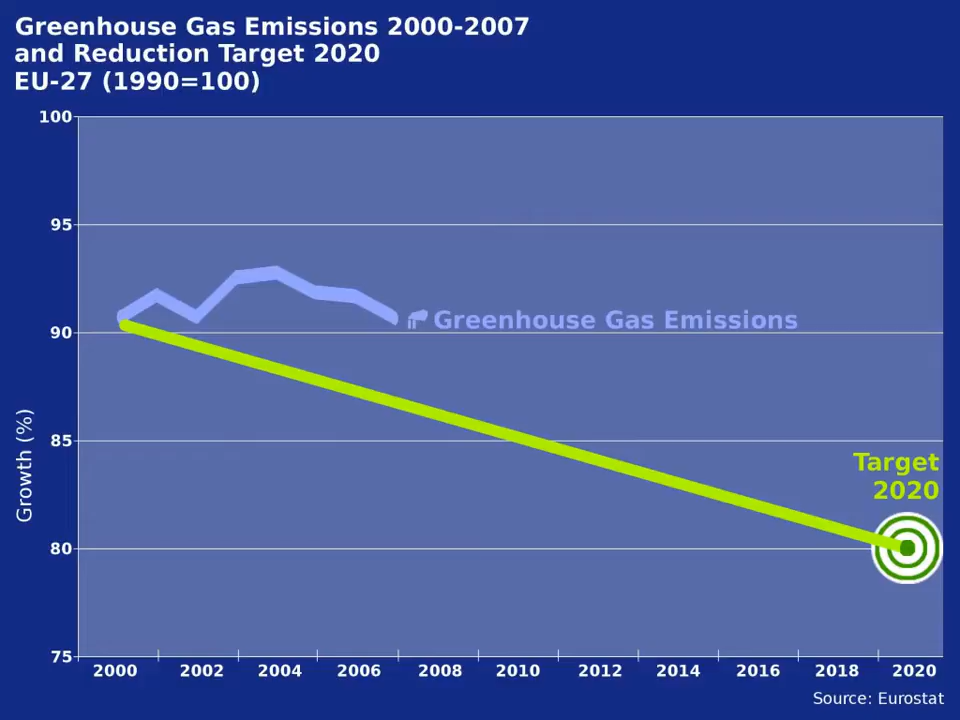 Greenhouse Gas Emissions 2000-2007
and Reduction Target 2020
EU-27 (1990=100)
100
95
90
85
80
75
Growth (%)
Greenhouse Gas Emissions
Target
2020
2000 2002 2004 2006 2008 2010 2012 2014 2016 2018 2020
Source: Eurostat